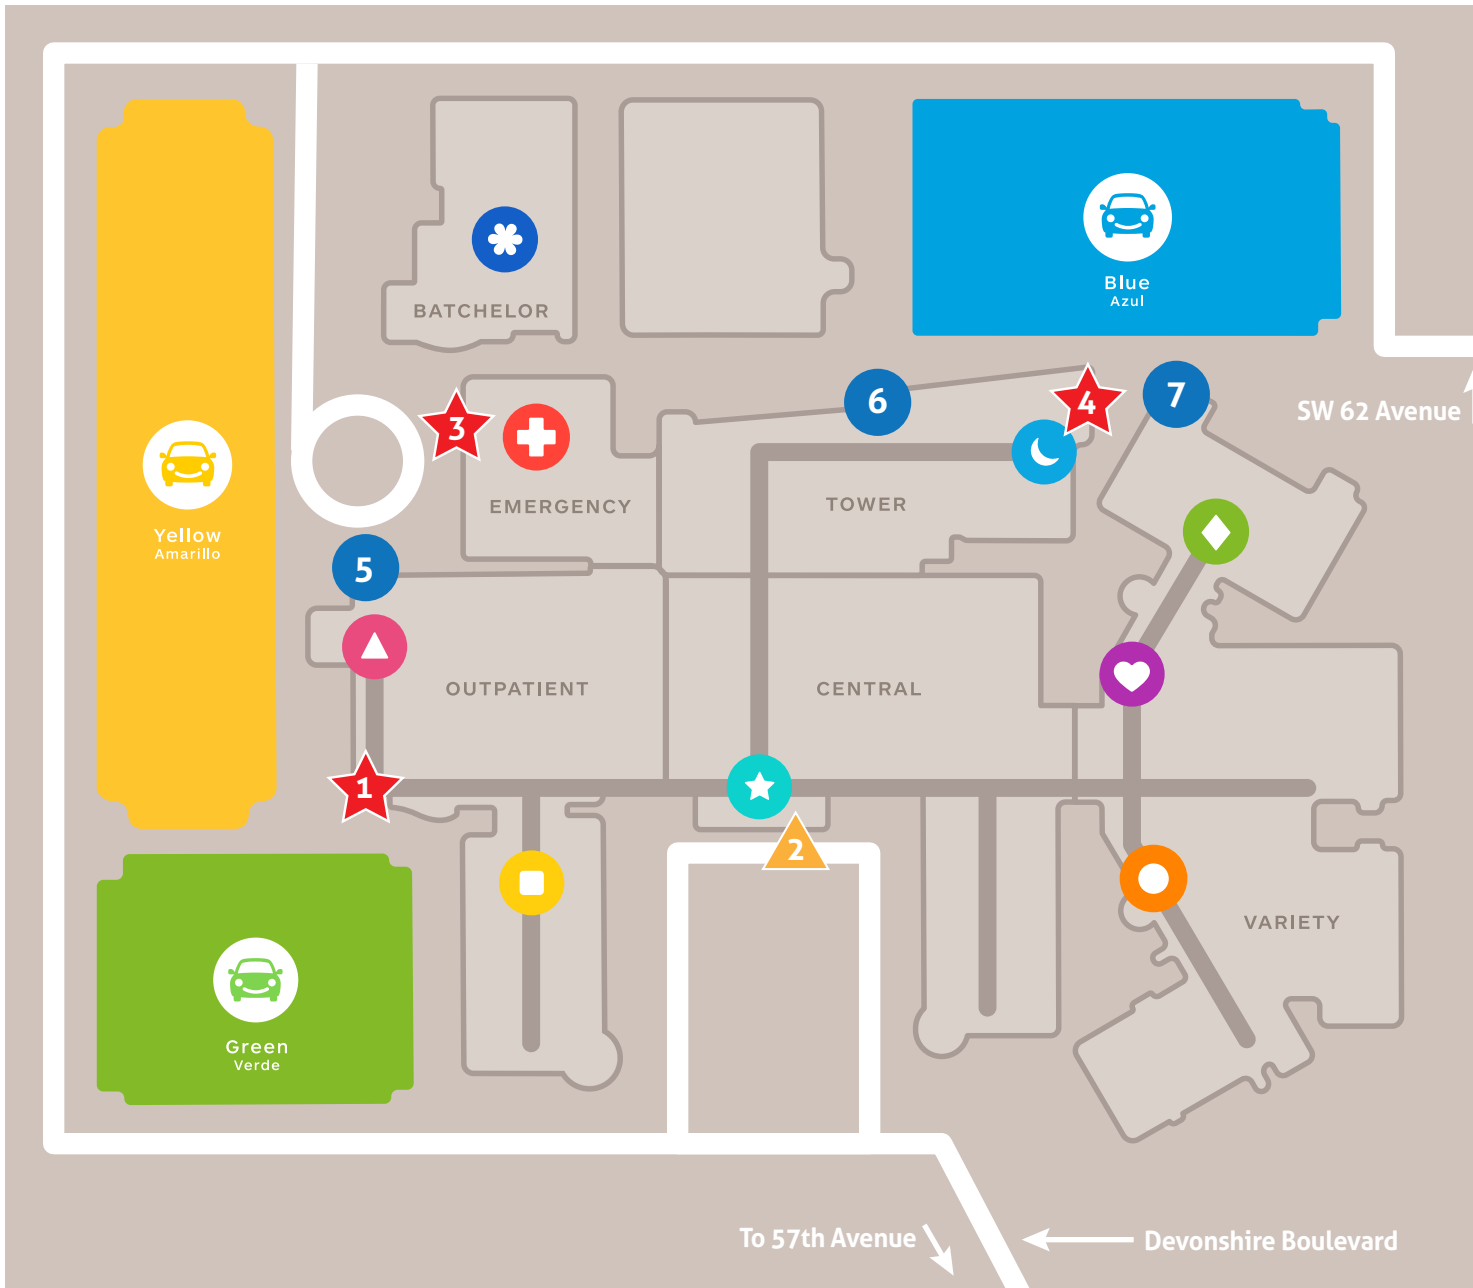 Blue
Azul
BATCHELOR
7
4
6
SW 62 Avenue
3
EMERGENCY
TOWER
Yellow
Amarillo
5
OUTPATIENT
CENTRAL
1
2
VARIETY
Green
Verde
To 57th Avenue
Devonshire Boulevard